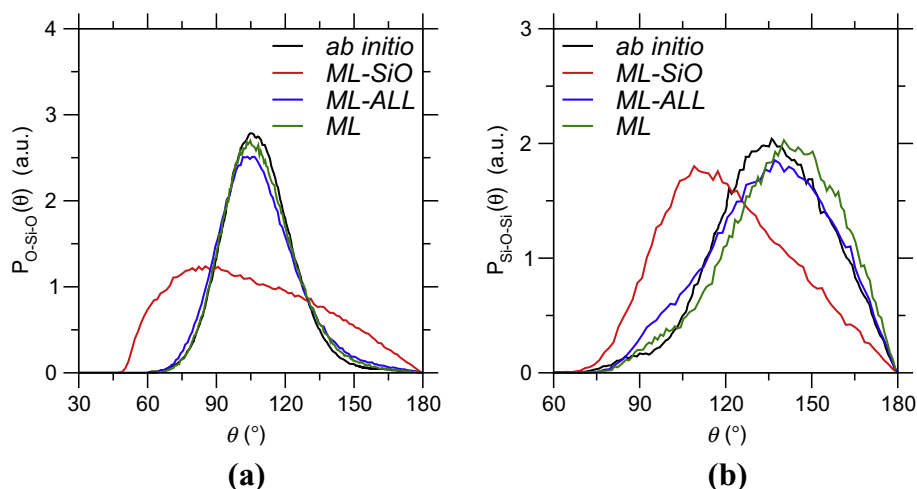 4
3
2
1
0
30 60 90 120 150 180
P_O-Si-O(θ) (a.u.)
θ (°)
ab initio
ML-SiO
ML-ALL
ML
(a)
3
2
1
0
60 90 120 150 180
P_Si-O-Si(θ) (a.u.)
θ (°)
ab initio
ML-SiO
ML-ALL
ML
(b)